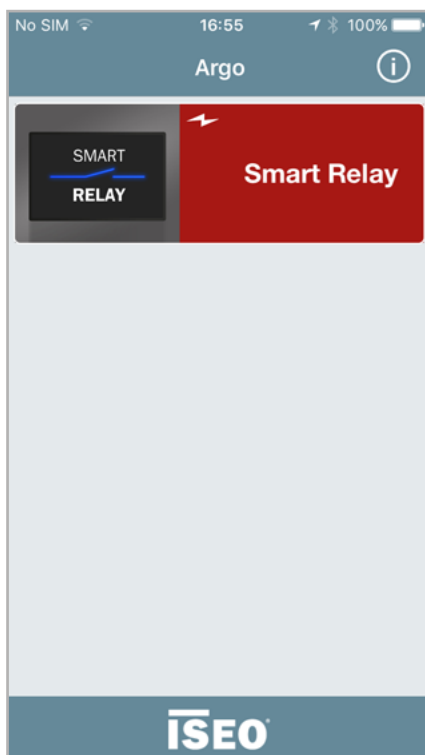 No SIM 16:55 100%
Argo
SMART
RELAY
Smart Relay
ISEO